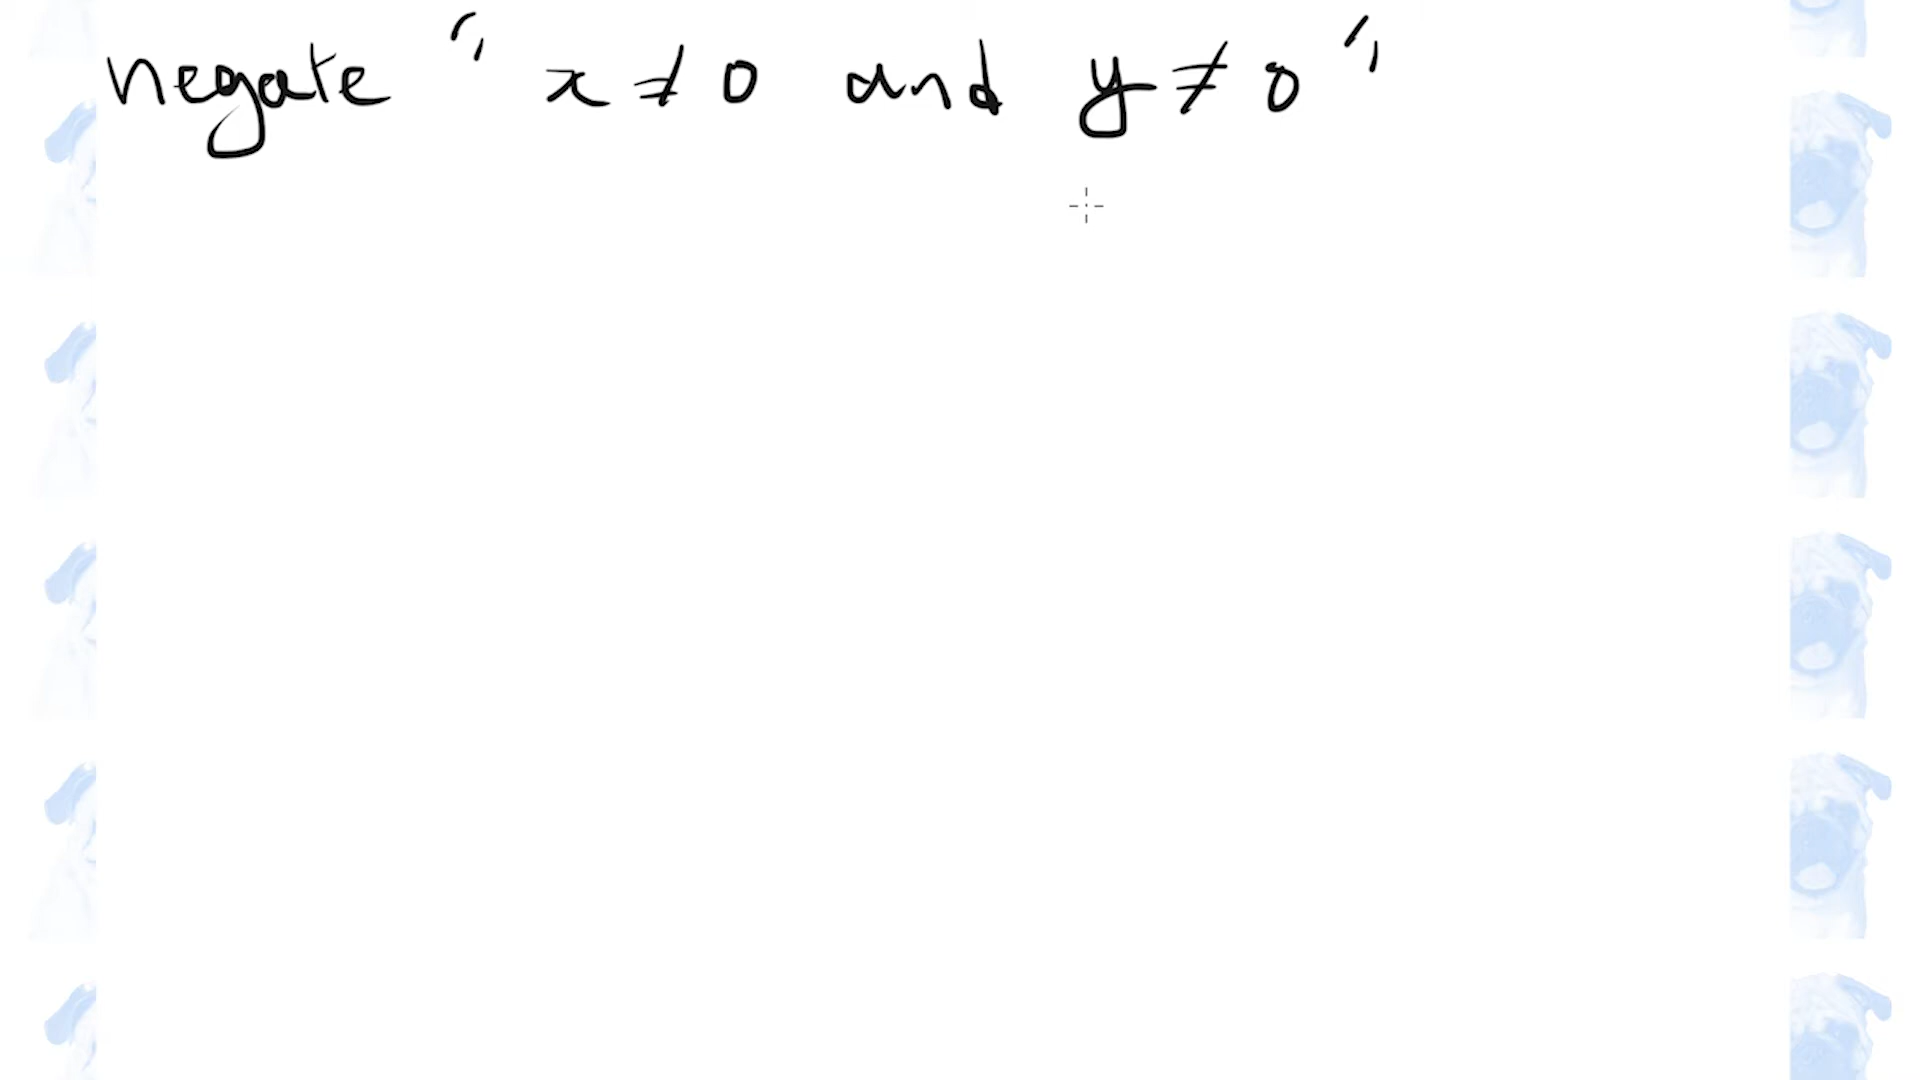 negate " x ≠ 0 and y ≠ 0 "